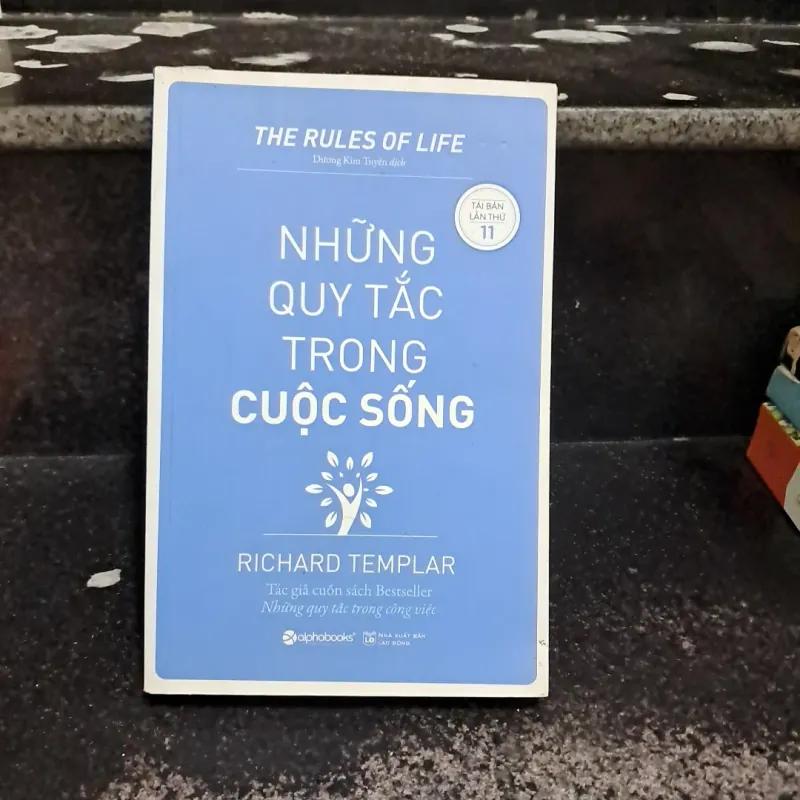 THE RULES OF LIFE
Dương Kim Tuyến dịch
TÁI BẢN
LẦN THỨ
11
NHỮNG
QUY TẮC
TRONG
CUỘC SỐNG
RICHARD TEMPLAR
Tác giả cuốn sách Bestseller
Những quy tắc trong công việc
alphabooks
NHÀ XUẤT BẢN
LAO ĐỘNG